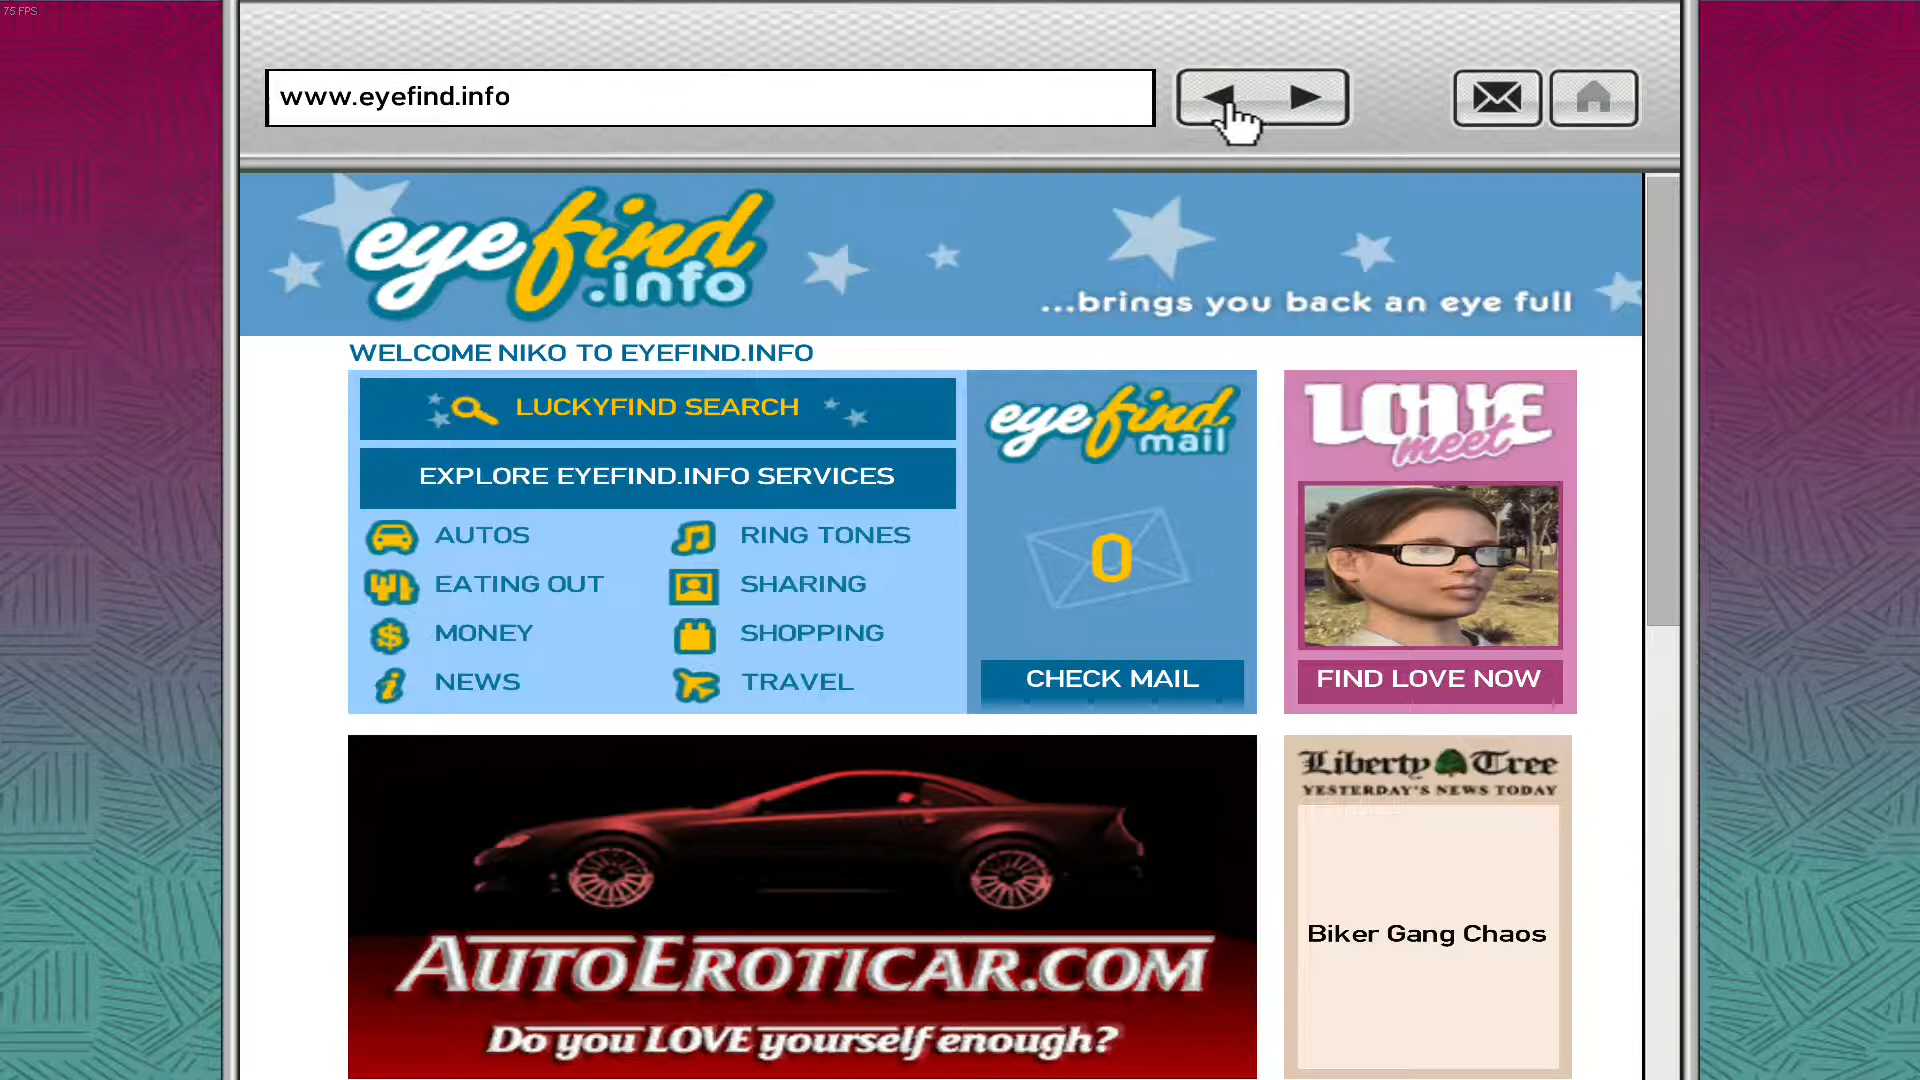 75 FPS
www.eyefind.info
eyefind
.info
...brings you back an eye full
WELCOME NIKO TO EYEFIND.INFO
LUCKYFIND SEARCH
EXPLORE EYEFIND.INFO SERVICES
AUTOS
RING TONES
EATING OUT
SHARING
MONEY
SHOPPING
NEWS
TRAVEL
eyefind
mail
0
CHECK MAIL
LOVE
meet
FIND LOVE NOW
AUTOEROTICAR.COM
Do you LOVE yourself enough?
Liberty Tree
YESTERDAY'S NEWS TODAY
Biker Gang Chaos